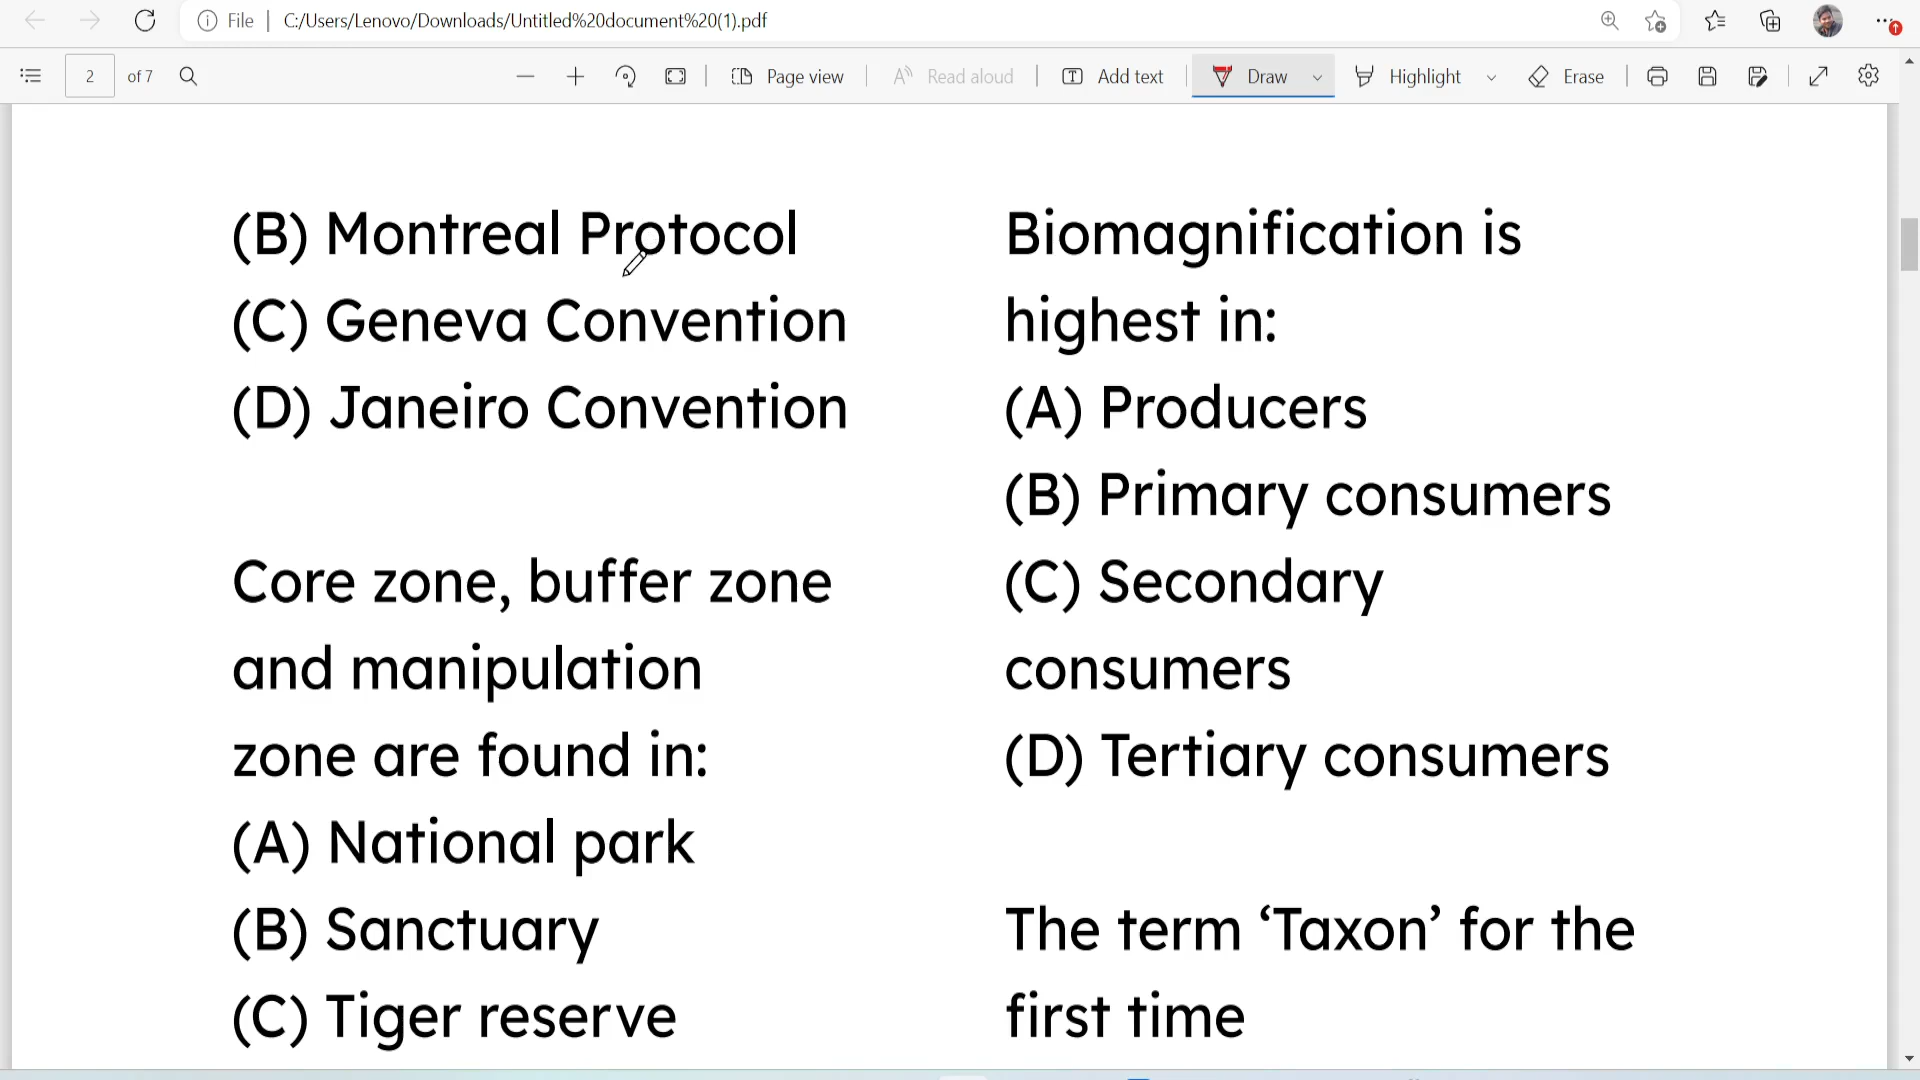 File
C:/Users/Lenovo/Downloads/Untitled%20document%20(1).pdf
2 of 7
Page view
Read aloud
Add text
Draw
Highlight
Erase
(B) Montreal Protocol
(C) Geneva Convention
(D) Janeiro Convention
Core zone, buffer zone
and manipulation
zone are found in:
(A) National park
(B) Sanctuary
(C) Tiger reserve
Biomagnification is
highest in:
(A) Producers
(B) Primary consumers
(C) Secondary
consumers
(D) Tertiary consumers
The term ‘Taxon’ for the
first time